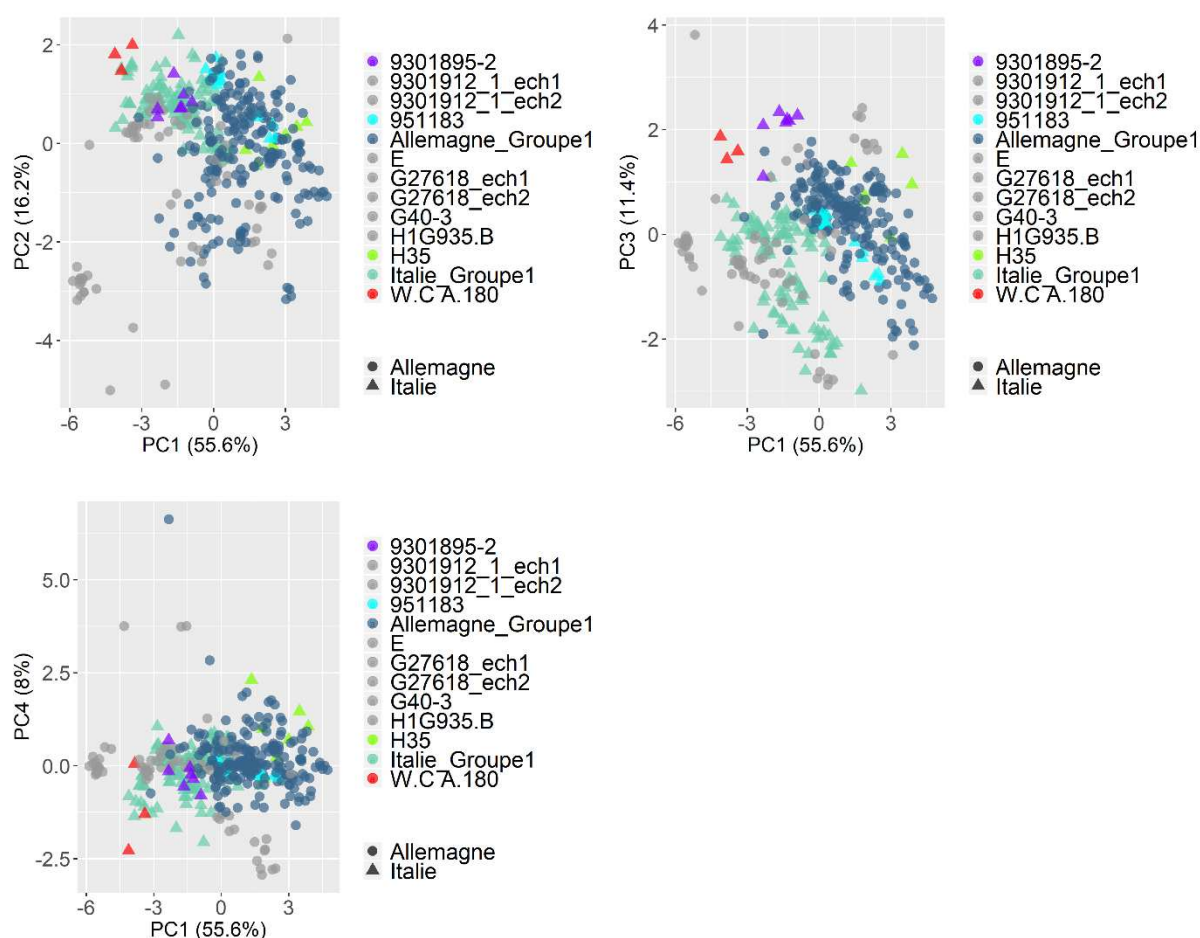 2
0
-2
-4
PC2 (16.2%)
-6
-3
0
3
PC1 (55.6%)
9301895-2
9301912_1_ech1
9301912_1_ech2
951183
Allemagne_Groupe1
E
G27618_ech1
G27618_ech2
G40-3
H1G935.B
H35
Italie_Groupe1
W.C A.180
Allemagne
Italie
4
2
0
-2
PC3 (11.4%)
-6
-3
0
3
PC1 (55.6%)
9301895-2
9301912_1_ech1
9301912_1_ech2
951183
Allemagne_Groupe1
E
G27618_ech1
G27618_ech2
G40-3
H1G935.B
H35
Italie_Groupe1
W.C A.180
Allemagne
Italie
5.0
2.5
0.0
-2.5
PC4 (8%)
-6
-3
0
3
PC1 (55.6%)
9301895-2
9301912_1_ech1
9301912_1_ech2
951183
Allemagne_Groupe1
E
G27618_ech1
G27618_ech2
G40-3
H1G935.B
H35
Italie_Groupe1
W.C A.180
Allemagne
Italie